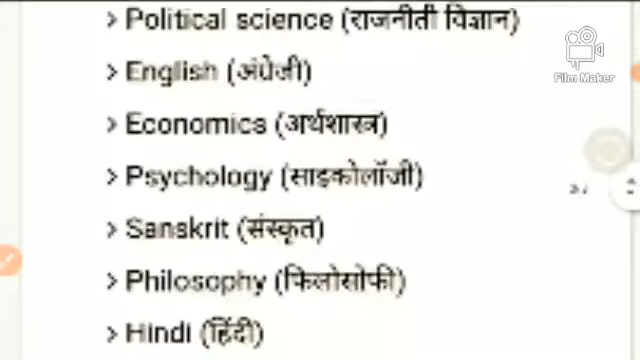 > Political science (राजनीती विज्ञान)
> English (अंग्रेजी)
> Economics (अर्थशास्त्र)
> Psychology (साइकोलॉजी)
> Sanskrit (संस्कृत)
> Philosophy (फिलोसोफी)
> Hindi (हिंदी)
Film Maker